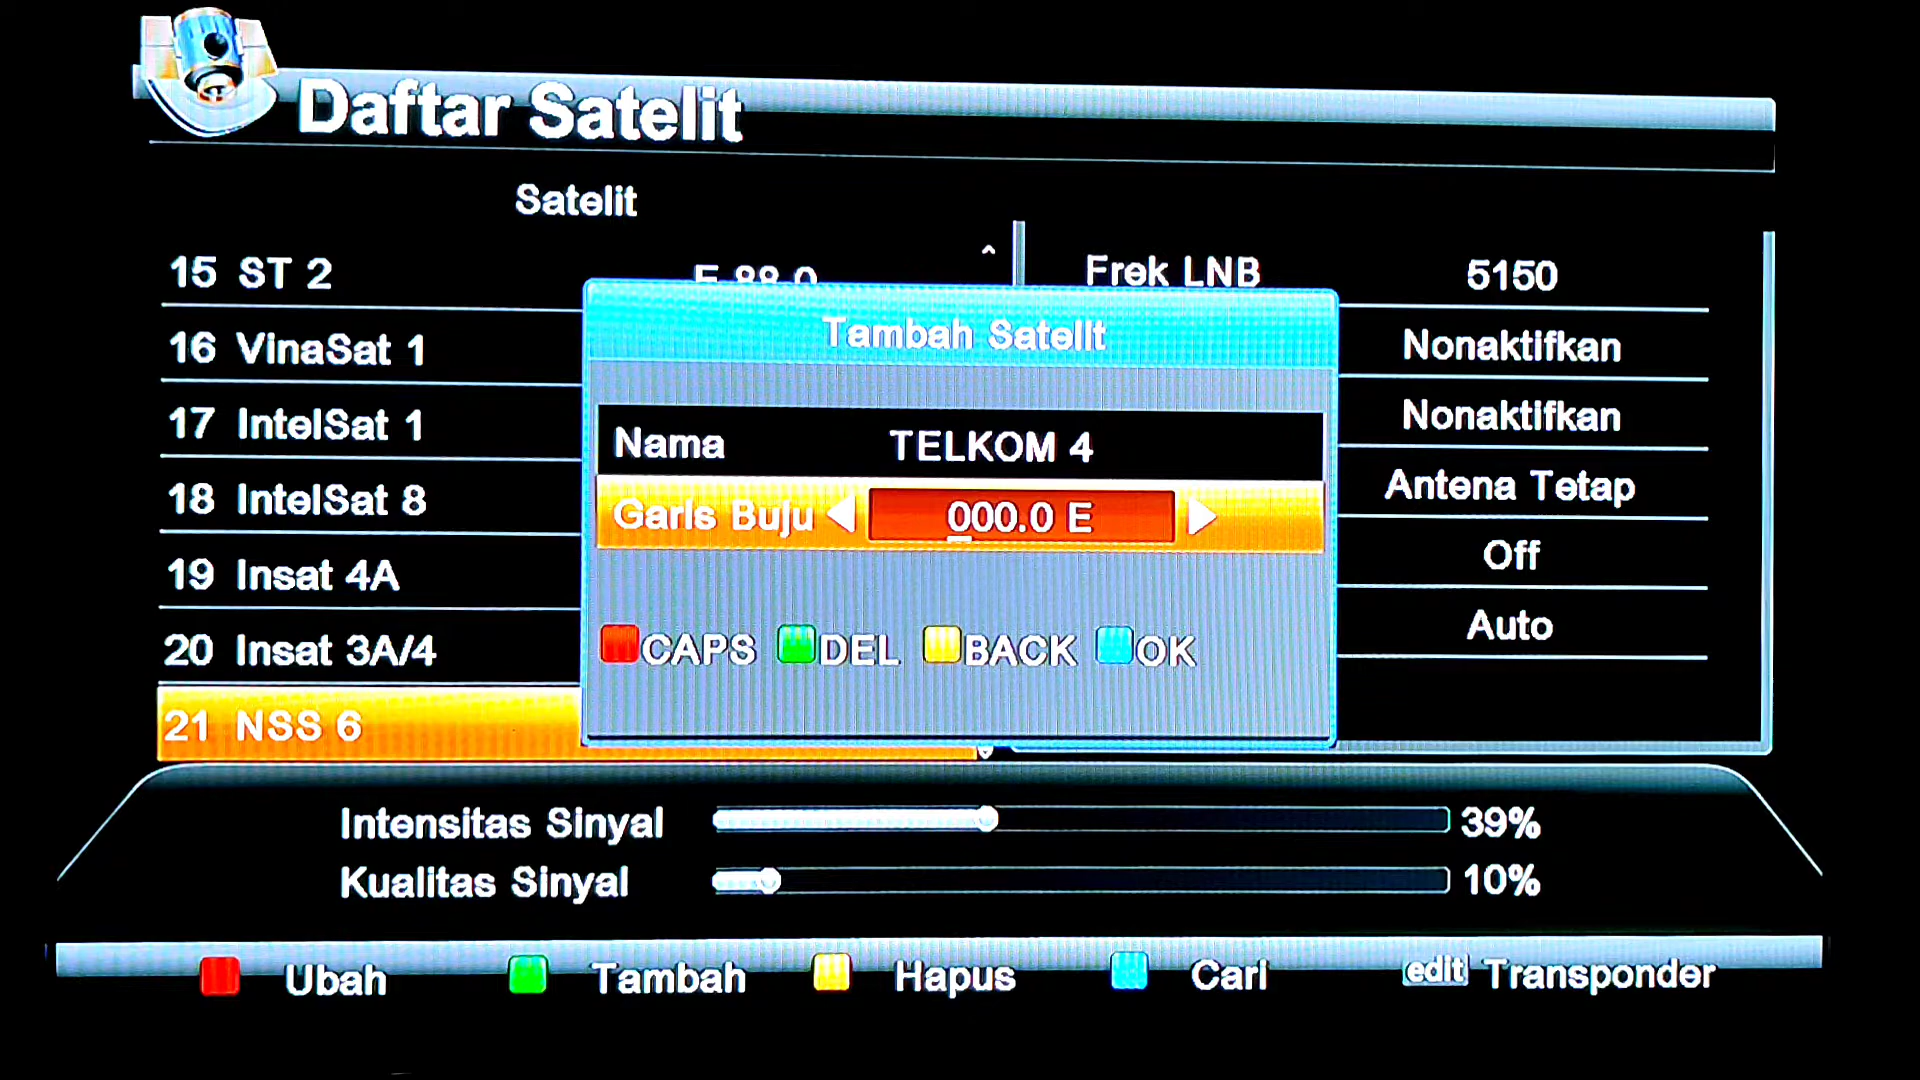 Daftar Satelit
Satelit
15 ST 2 E 88.0
16 VinaSat 1
17 IntelSat 1
18 IntelSat 8
19 Insat 4A
20 Insat 3A/4
21 NSS 6
Frek LNB 5150
Nonaktifkan
Nonaktifkan
Antena Tetap
Off
Auto
Tambah Satelit
Nama TELKOM 4
Garis Buju 000.0 E
CAPS DEL BACK OK
Intensitas Sinyal 39%
Kualitas Sinyal 10%
Ubah Tambah Hapus Cari edit Transponder